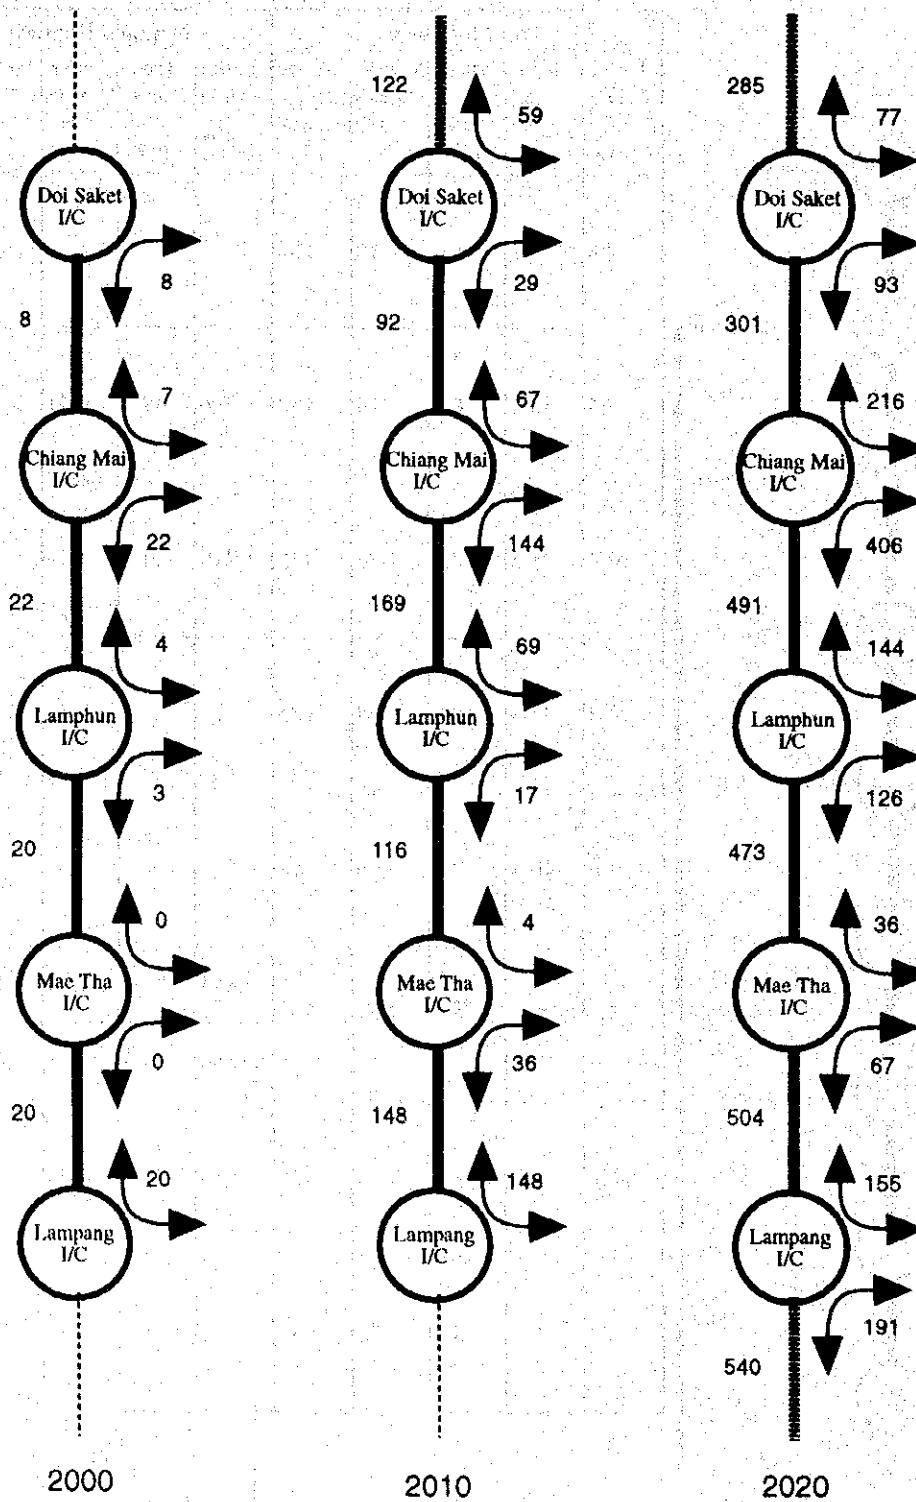 122
59
285
77
Doi Saket
I/C
Doi Saket
I/C
Doi Saket
I/C
8
29
93
8
92
301
7
67
216
Chiang Mai
I/C
Chiang Mai
I/C
Chiang Mai
I/C
22
144
406
22
169
491
4
69
144
Lamphun
I/C
Lamphun
I/C
Lamphun
I/C
3
17
126
20
116
473
0
4
36
Mae Tha
I/C
Mae Tha
I/C
Mae Tha
I/C
0
36
67
20
148
504
20
148
155
Lampang
I/C
Lampang
I/C
Lampang
I/C
191
540
2000
2010
2020